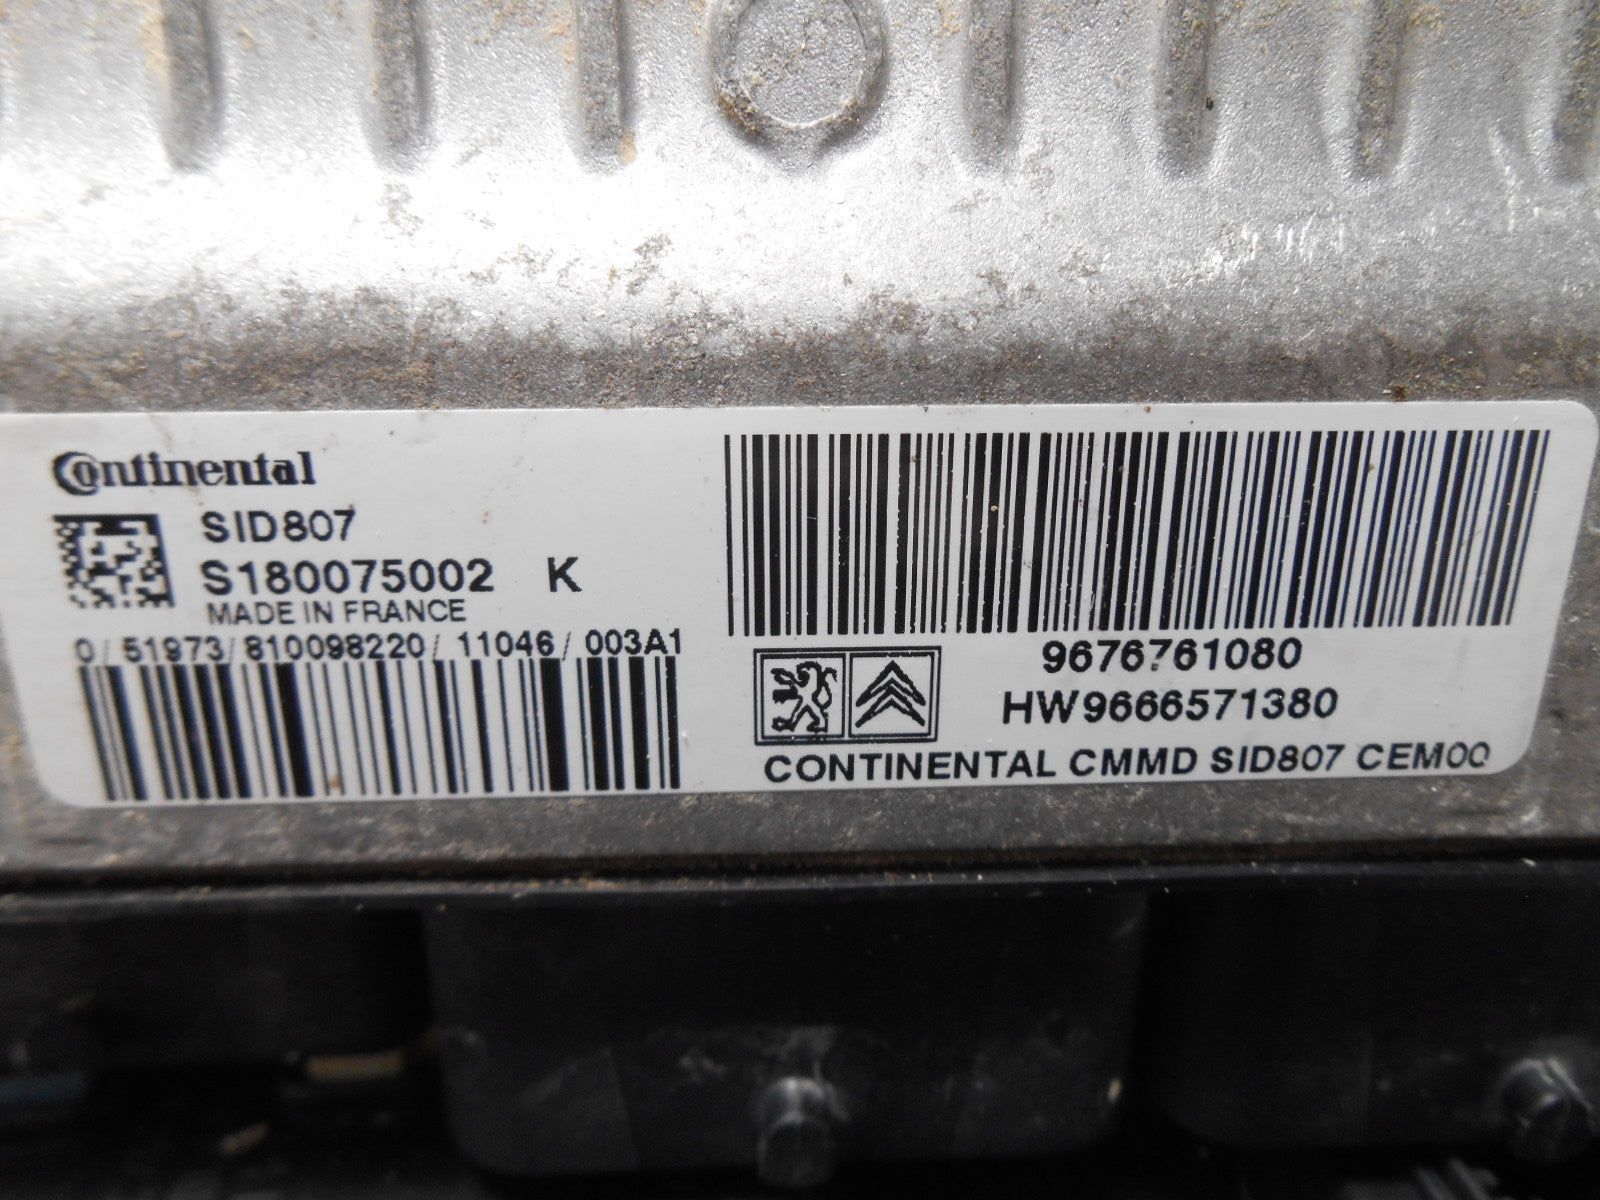 Continental
SID807
S180075002 K
MADE IN FRANCE
0/51973/810098220/11046/003A1
9676761080
HW9666571380
CONTINENTAL CMMD SID807 CEM00